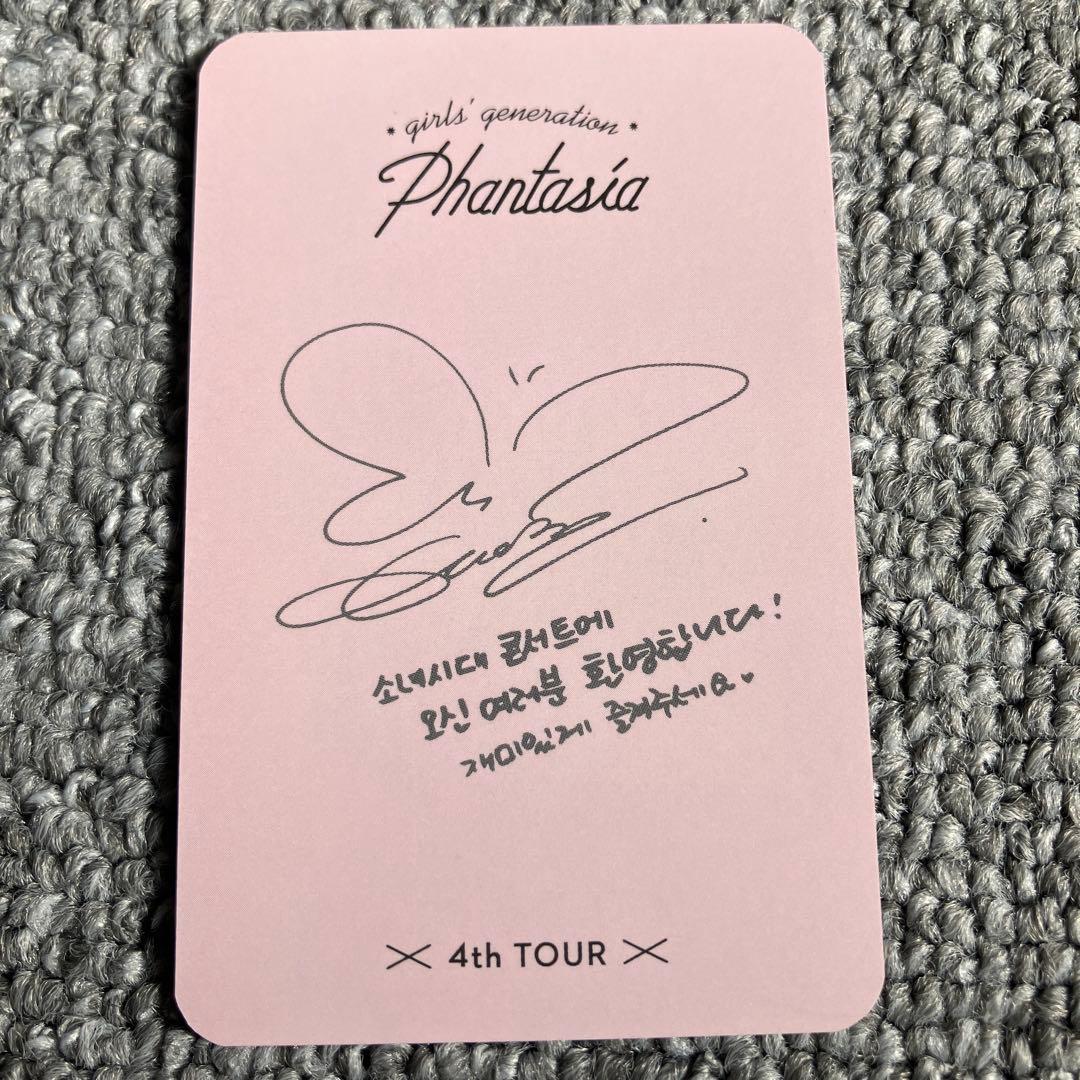 girls' generation
Phantasia
소녀시대 콘서트에
오신 여러분 환영합니다!
재미있게 즐겨주세요♥
4th TOUR